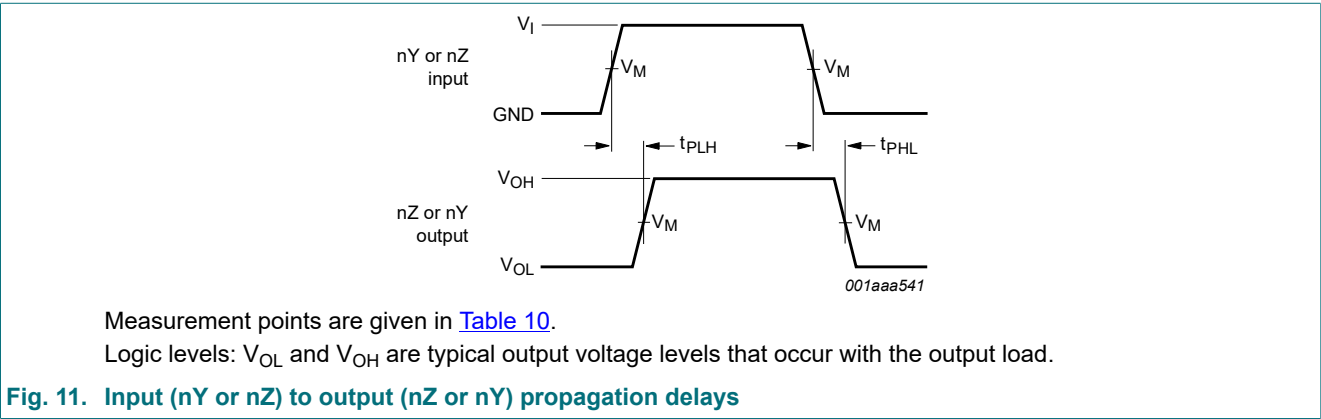 V_I
nY or nZ
input
V_M V_M
GND
t_PLH t_PHL
V_OH
nZ or nY
output
V_M V_M
V_OL
001aaa541
Measurement points are given in Table 10.
Logic levels: V_OL and V_OH are typical output voltage levels that occur with the output load.
Fig. 11. Input (nY or nZ) to output (nZ or nY) propagation delays